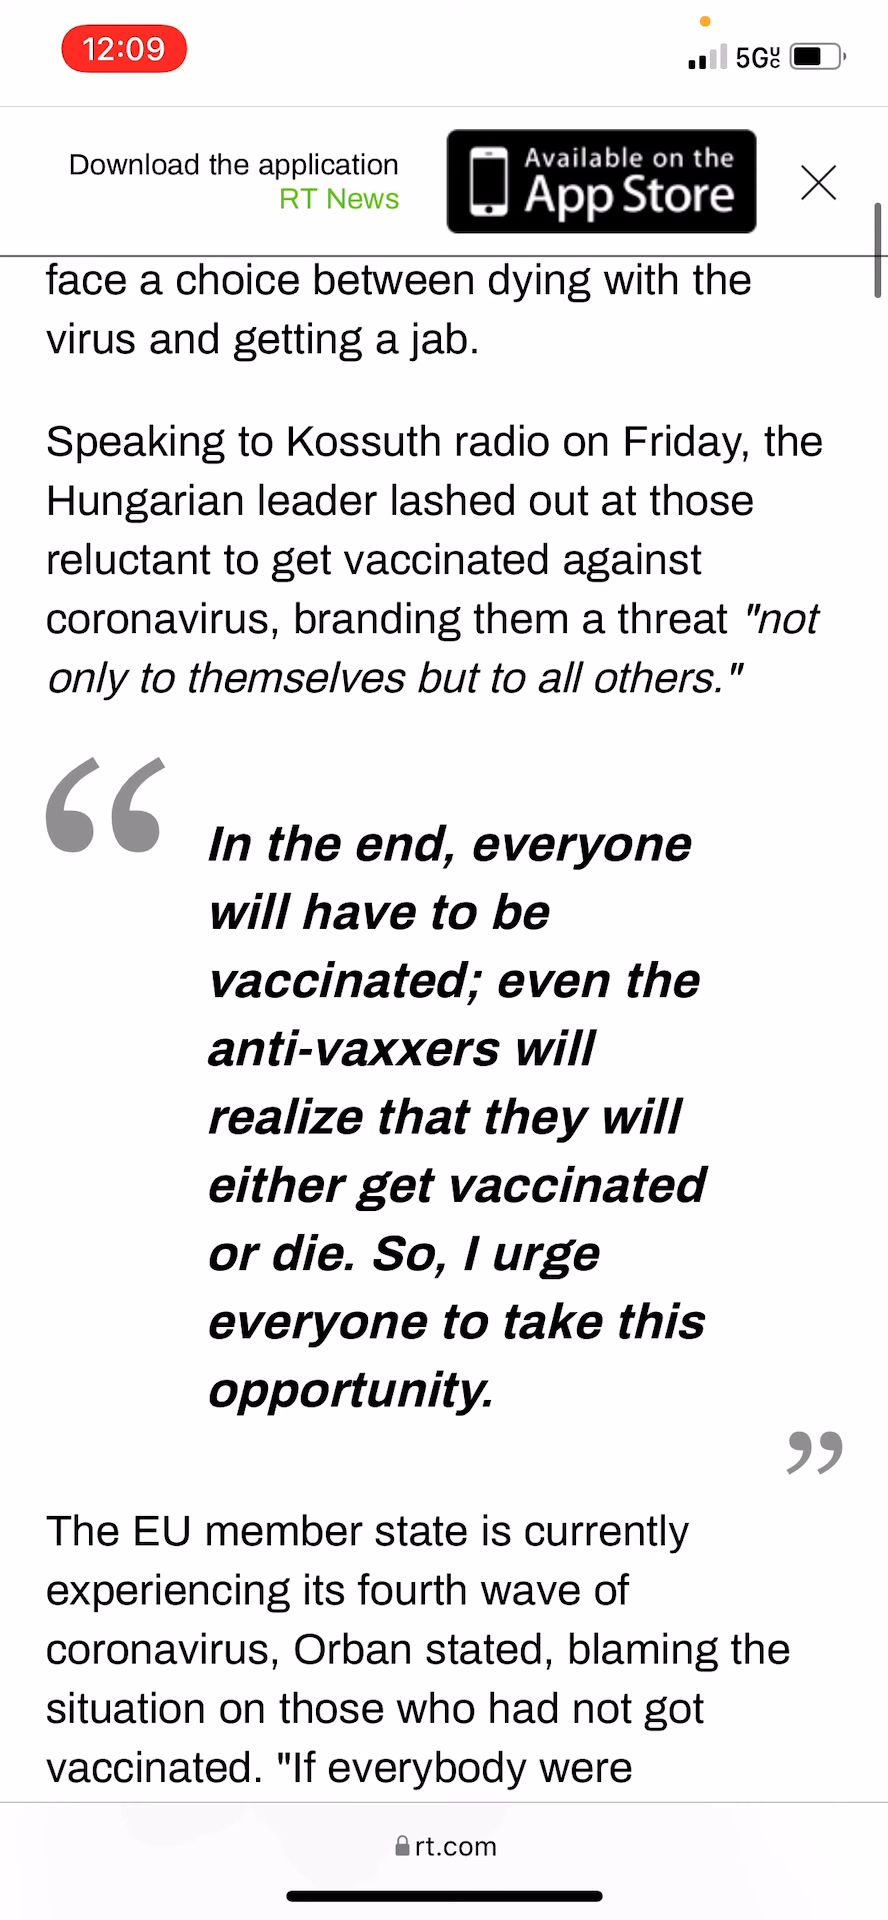 12:09
5GUC
Download the application
RT News
Available on the
App Store
face a choice between dying with the
virus and getting a jab.
Speaking to Kossuth radio on Friday, the
Hungarian leader lashed out at those
reluctant to get vaccinated against
coronavirus, branding them a threat "not
only to themselves but to all others."
“
In the end, everyone
will have to be
vaccinated; even the
anti-vaxxers will
realize that they will
either get vaccinated
or die. So, I urge
everyone to take this
opportunity.
”
The EU member state is currently
experiencing its fourth wave of
coronavirus, Orban stated, blaming the
situation on those who had not got
vaccinated. "If everybody were
rt.com